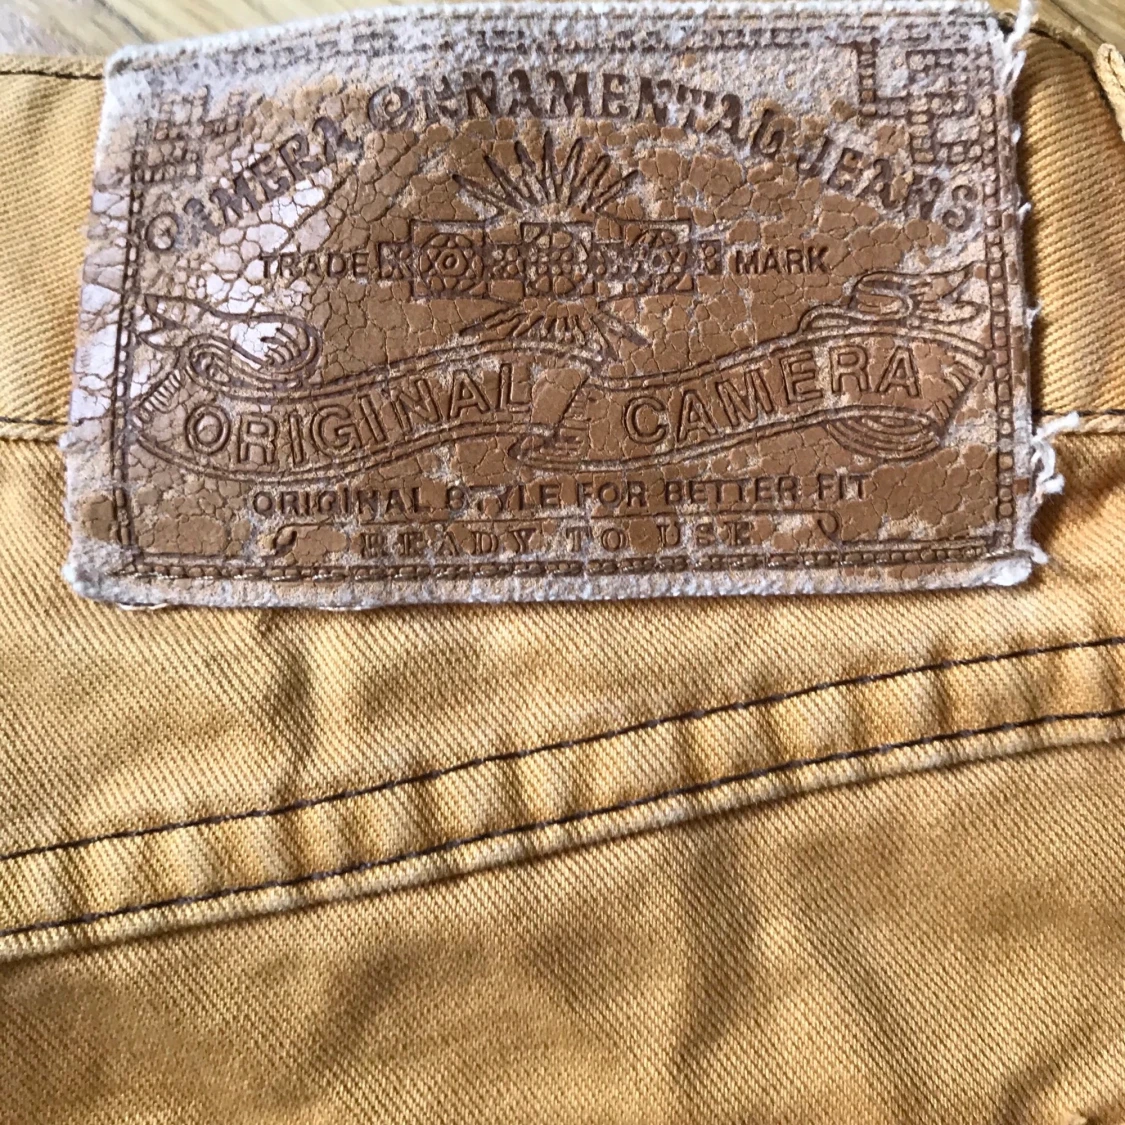 CAMERA ORNAMENTAL JEANS
TRADE MARK
ORIGINAL CAMERA
ORIGINAL STYLE FOR BETTER FIT
READY TO USE